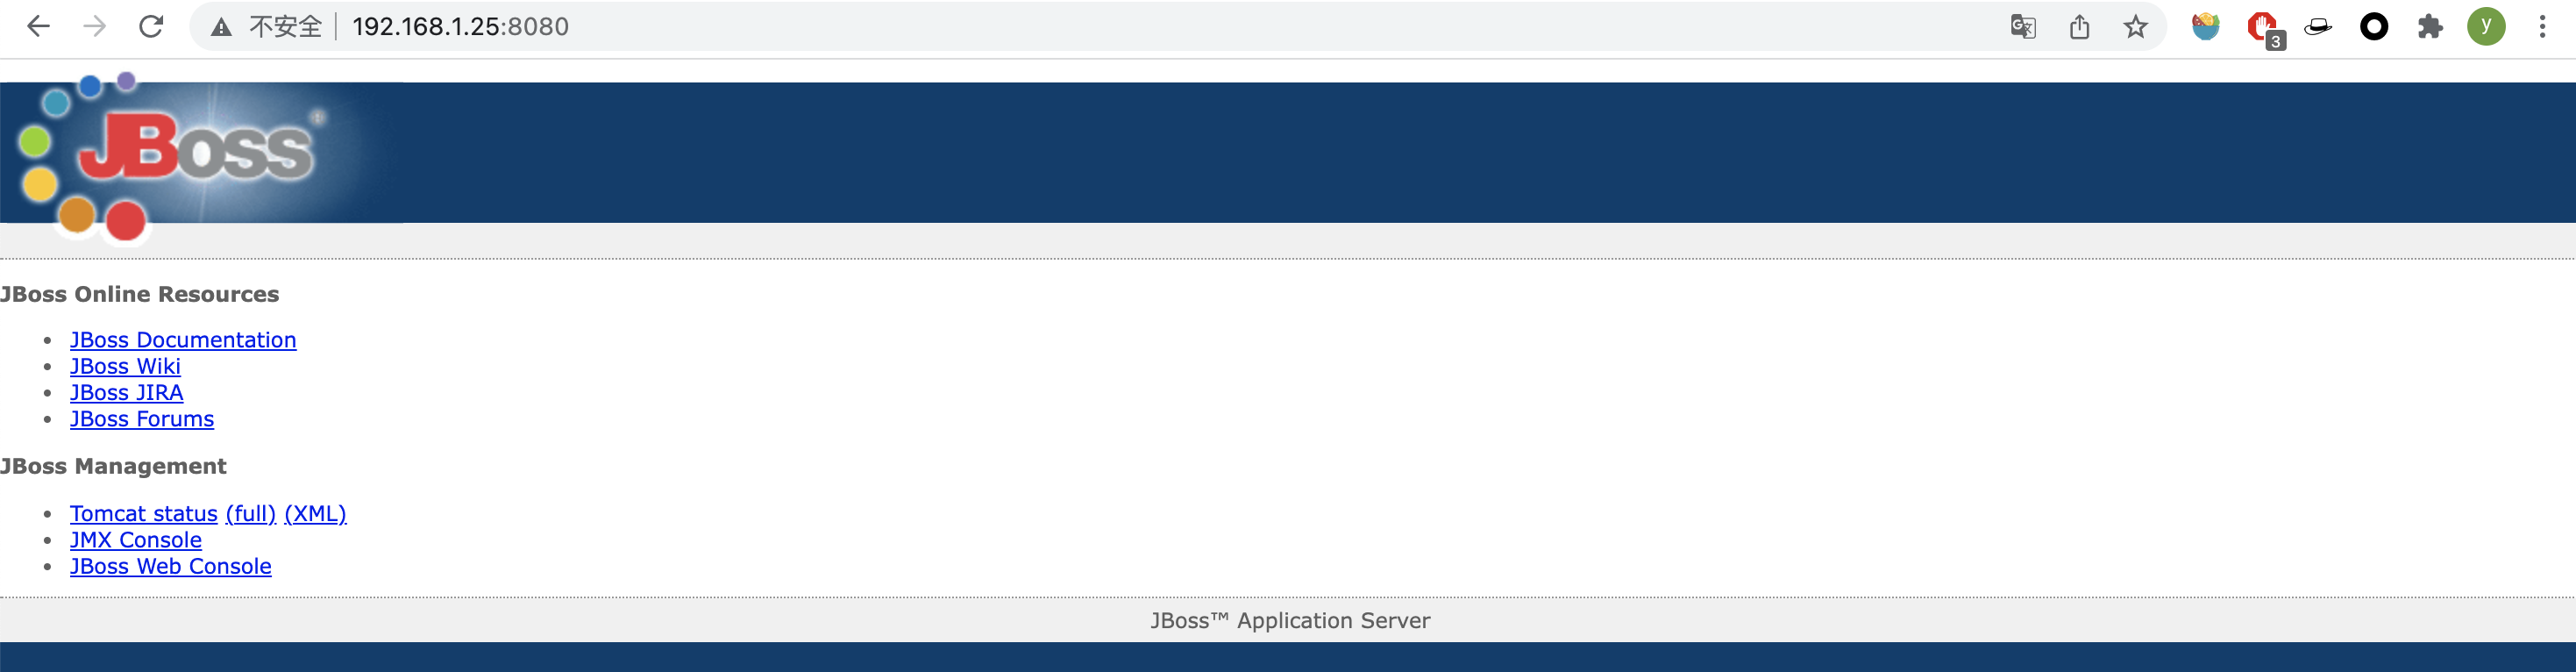 不安全 192.168.1.25:8080
3
y
JBoss
JBoss Online Resources
JBoss Documentation
JBoss Wiki
JBoss JIRA
JBoss Forums
JBoss Management
Tomcat status (full) (XML)
JMX Console
JBoss Web Console
JBoss™ Application Server